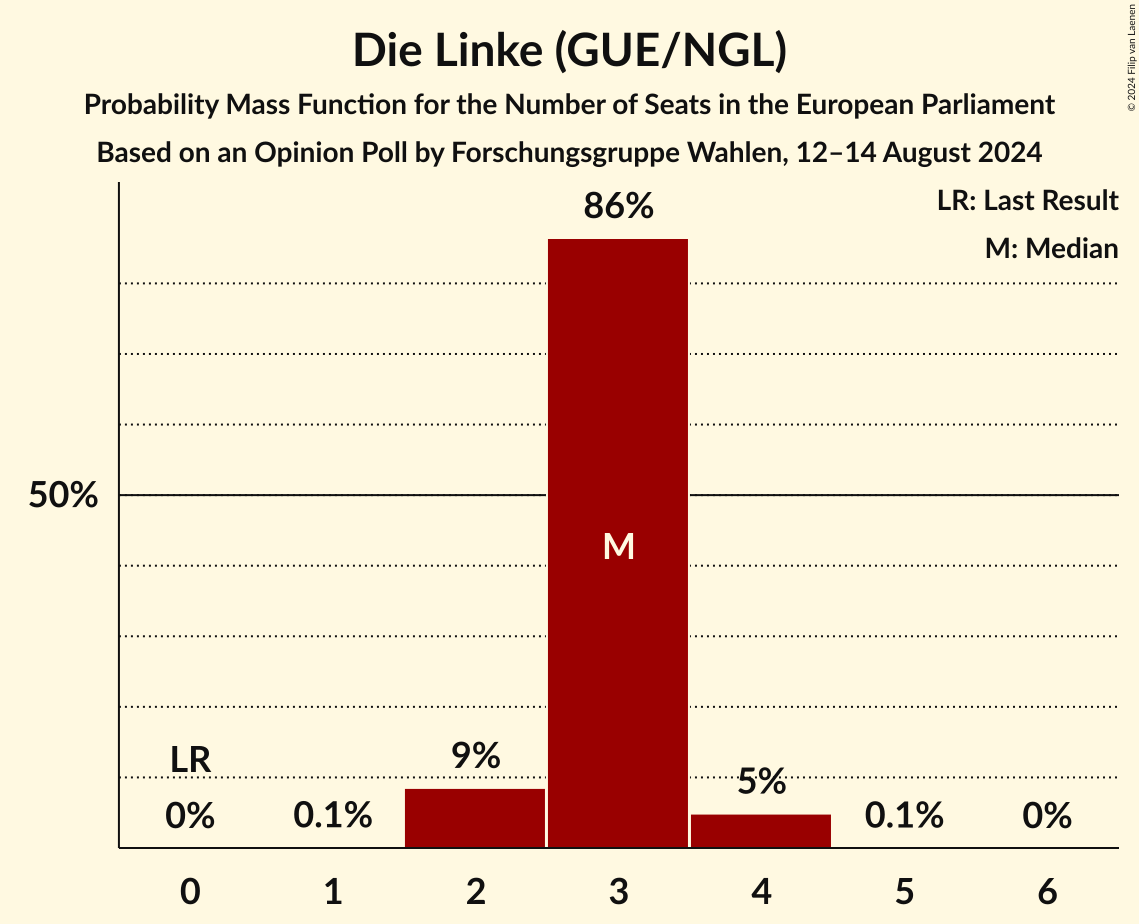 © 2024 Filip van Laenen
Die Linke (GUE/NGL)
Probability Mass Function for the Number of Seats in the European Parliament
Based on an Opinion Poll by Forschungsgruppe Wahlen, 12–14 August 2024
LR: Last Result
M: Median
86%
50%
M
LR
0%
0.1%
9%
5%
0.1%
0%
0 1 2 3 4 5 6